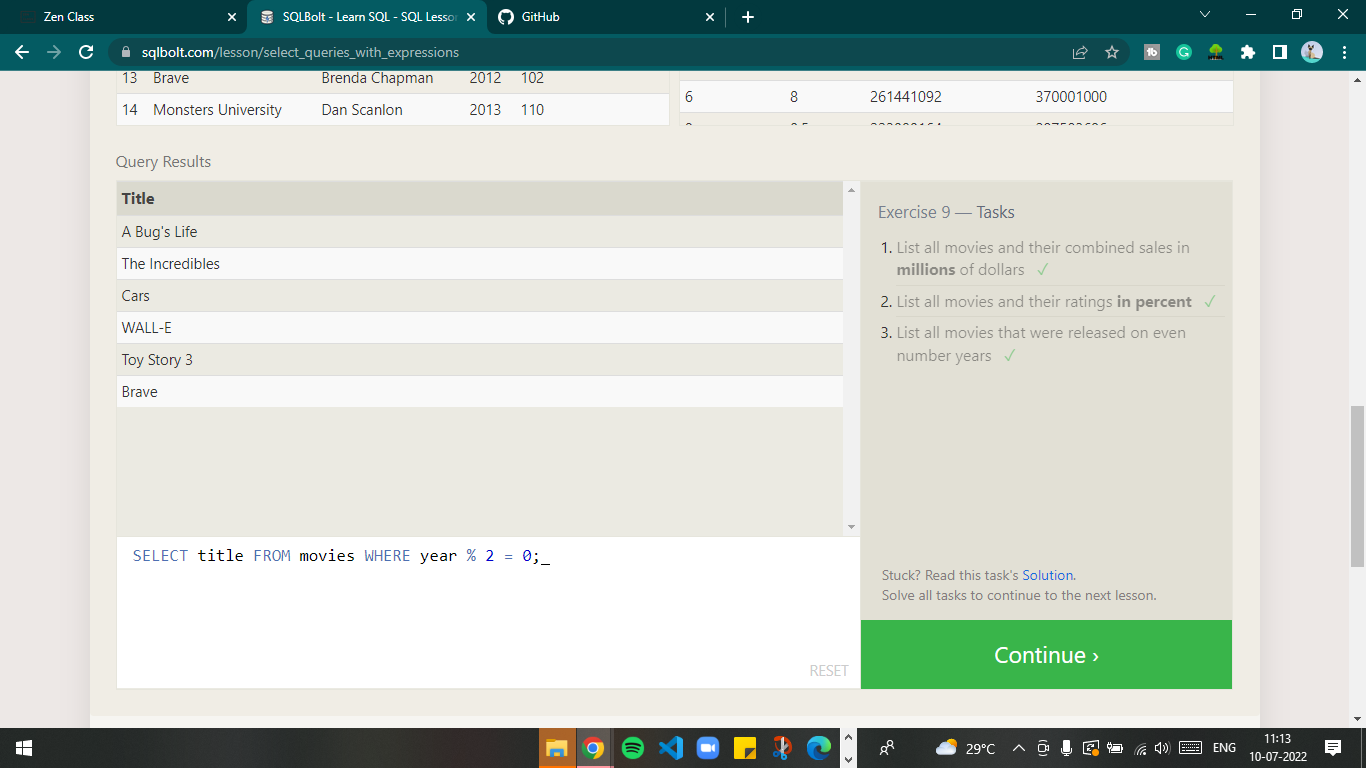 Zen Class
SQLBolt - Learn SQL - SQL Lesson
GitHub
sqlbolt.com/lesson/select_queries_with_expressions
13 Brave Brenda Chapman 2012 102
14 Monsters University Dan Scanlon 2013 110
6 8 261441092 370001000
Query Results
Title
A Bug's Life
The Incredibles
Cars
WALL-E
Toy Story 3
Brave
Exercise 9 — Tasks
1. List all movies and their combined sales in
millions of dollars ✓
2. List all movies and their ratings in percent ✓
3. List all movies that were released on even
number years ✓
SELECT title FROM movies WHERE year % 2 = 0;_
RESET
Stuck? Read this task's Solution.
Solve all tasks to continue to the next lesson.
Continue ›
29°C
ENG
11:13
10-07-2022